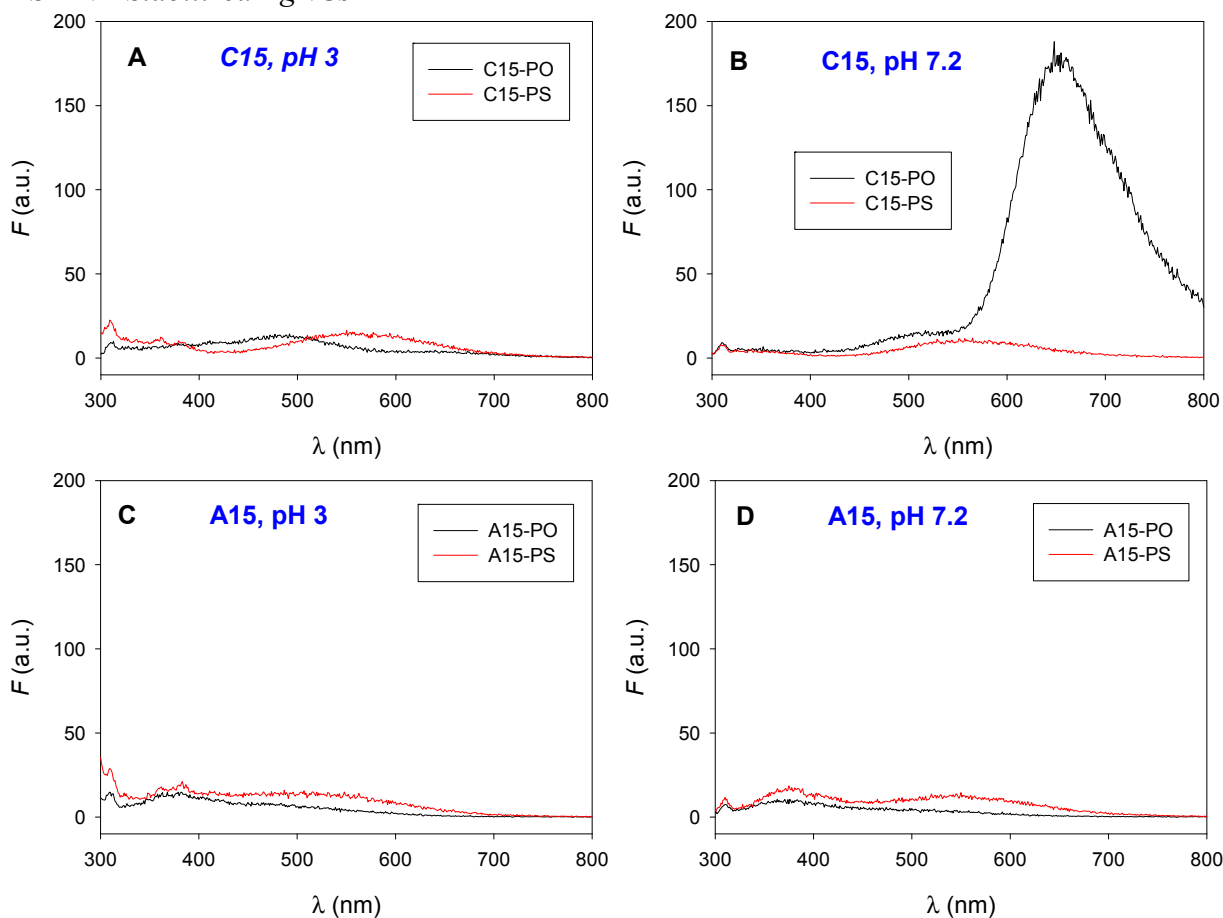 A
C15, pH 3
C15-PO
C15-PS
F (a.u.)
200
150
100
50
0
300 400 500 600 700 800
λ (nm)
B
C15, pH 7.2
C15-PO
C15-PS
F (a.u.)
200
150
100
50
0
300 400 500 600 700 800
λ (nm)
C
A15, pH 3
A15-PO
A15-PS
F (a.u.)
200
150
100
50
0
300 400 500 600 700 800
λ (nm)
D
A15, pH 7.2
A15-PO
A15-PS
F (a.u.)
200
150
100
50
0
300 400 500 600 700 800
λ (nm)